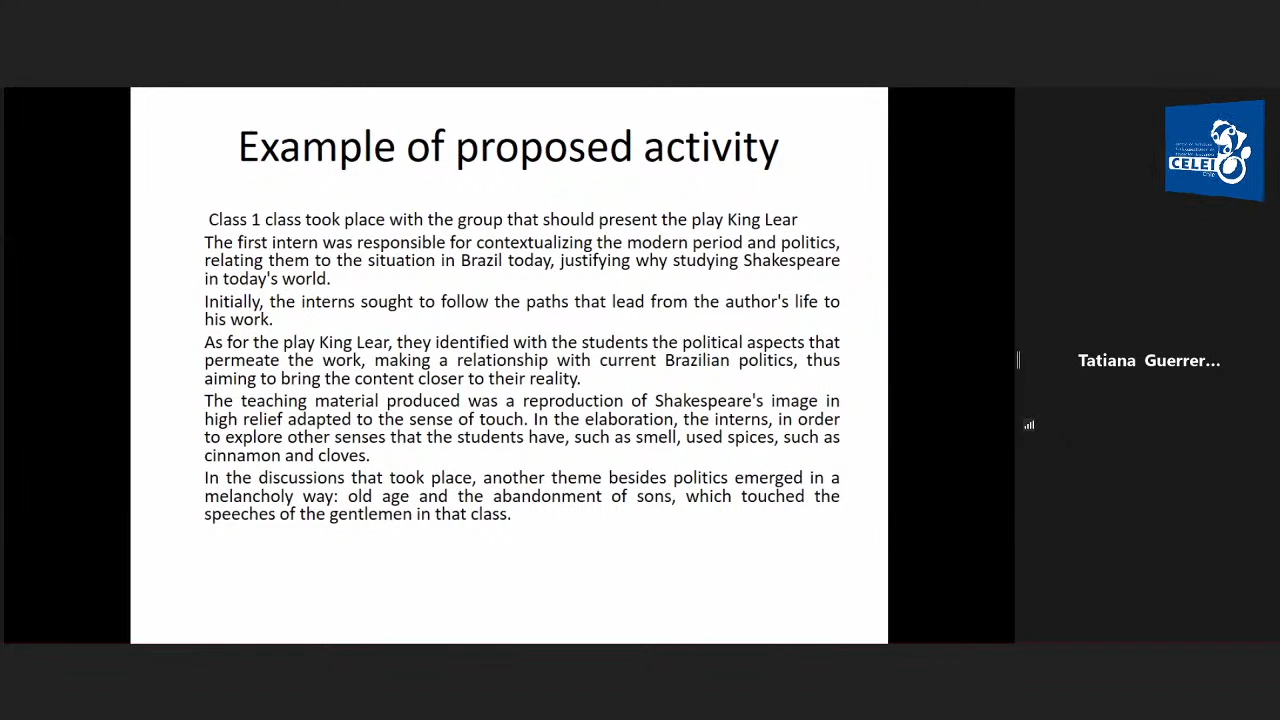 Example of proposed activity
Class 1 class took place with the group that should present the play King Lear
The first intern was responsible for contextualizing the modern period and politics,
relating them to the situation in Brazil today, justifying why studying Shakespeare
in today's world.
Initially, the interns sought to follow the paths that lead from the author's life to
his work.
As for the play King Lear, they identified with the students the political aspects that
permeate the work, making a relationship with current Brazilian politics, thus
aiming to bring the content closer to their reality.
The teaching material produced was a reproduction of Shakespeare's image in
high relief adapted to the sense of touch. In the elaboration, the interns, in order
to explore other senses that the students have, such as smell, used spices, such as
cinnamon and cloves.
In the discussions that took place, another theme besides politics emerged in a
melancholy way: old age and the abandonment of sons, which touched the
speeches of the gentlemen in that class.
CELEI
Tatiana Guerrer...